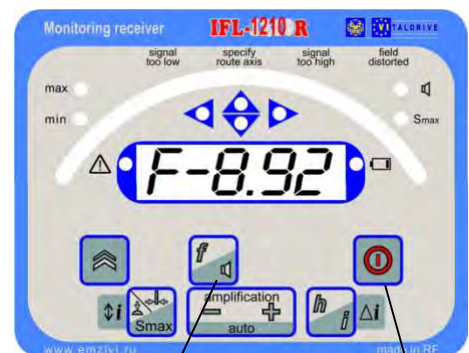 Monitoring receiver IFL-1210 R VITALDRIVE
signal too low
specify route axis
signal too high
field distorted
max
min
Smax
F-8.92
f
amplification
- +
auto
i
Smax
h
i
Δi
www.emzivi.ru
made in RF